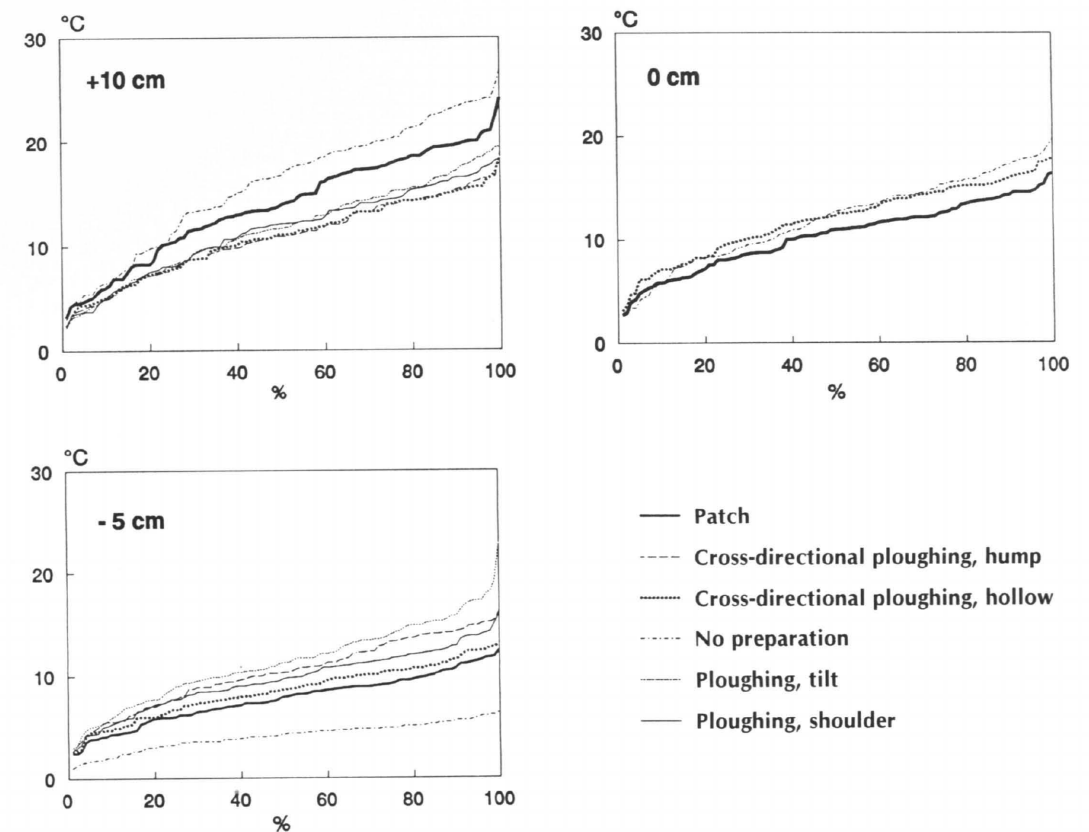 °C
30
+10 cm
20
10
0
0 20 40 60 80 100
%
°C
30
0 cm
20
10
0
0 20 40 60 80 100
%
°C
30
- 5 cm
20
10
0
0 20 40 60 80 100
%
Patch
Cross-directional ploughing, hump
Cross-directional ploughing, hollow
No preparation
Ploughing, tilt
Ploughing, shoulder